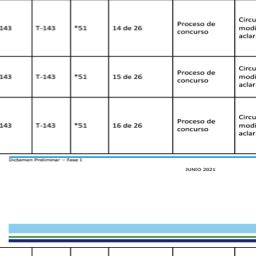 143 T-143 *51 14 de 26 Proceso de concurso Circu modi aclar
143 T-143 *51 15 de 26 Proceso de concurso Circu modi aclar
143 T-143 *51 16 de 26 Proceso de concurso Circu modi aclar
Dictamen Preliminar – Fase I
JUNIO 2021